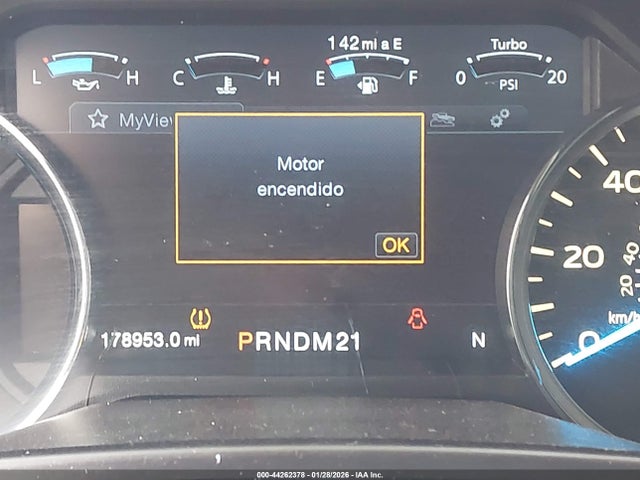 142 mi a E
Turbo
L H C H E F 0 20
PSI
MyView
Motor
encendido
OK
40
20
40
20
km/h
0
178953.0 mi
PRNDM21
N
000-44262378 - 01/28/2026 - IAA Inc.